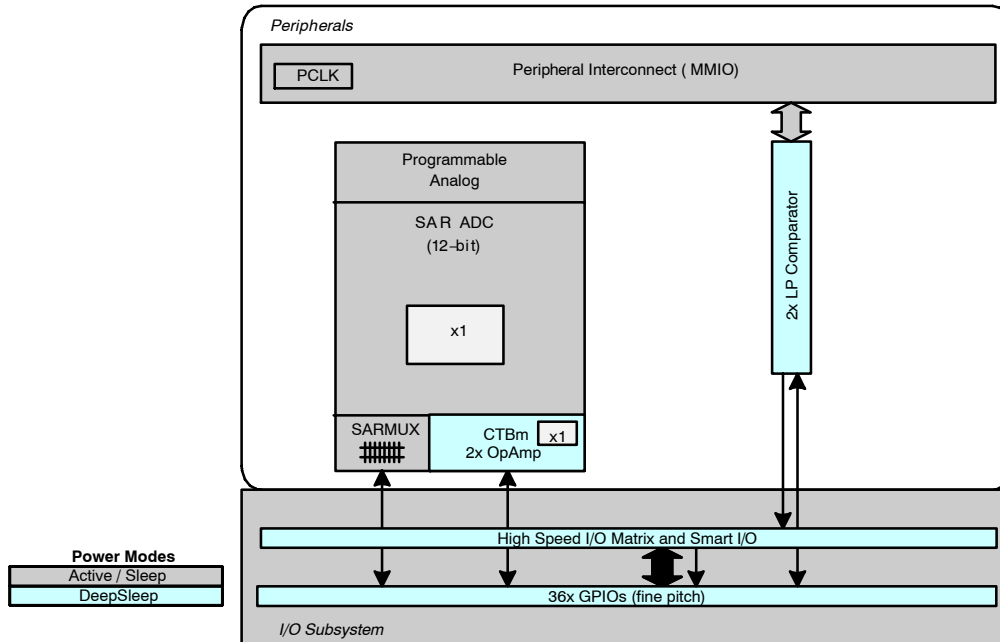 Peripherals
PCLK
Peripheral Interconnect ( MMIO)
Programmable
Analog
SAR ADC
(12–bit)
x1
SARMUX
CTBm
2x OpAmp
x1
2x LP Comparator
High Speed I/O Matrix and Smart I/O
36x GPIOs (fine pitch)
I/O Subsystem
Power Modes
Active / Sleep
DeepSleep